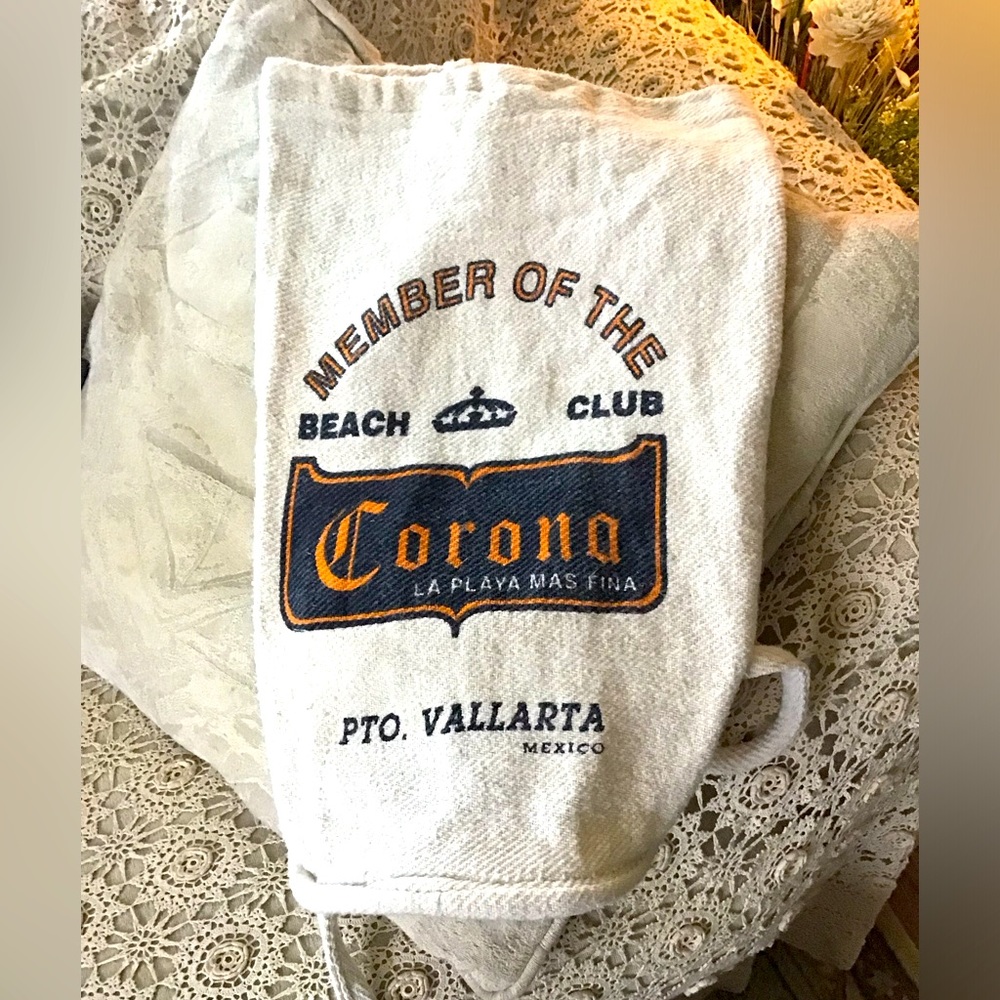 MEMBER OF THE
BEACH CLUB
Corona
LA PLAYA MAS FINA
PTO. VALLARTA
MEXICO